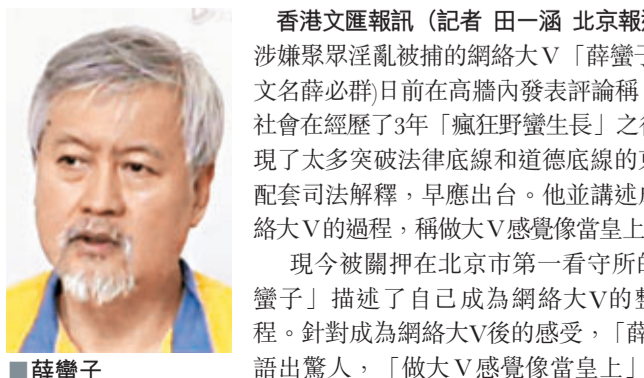 香港文匯報訊（記者 田一涵 北京報
涉嫌聚眾淫亂被捕的網絡大V「薛蠻子
文名薛必群)日前在高牆內發表評論稱
社會在經歷了3年「瘋狂野蠻生長」之
現了太多突破法律底線和道德底線的
配套司法解釋，早應出台。他並講述
絡大V的過程，稱做大V感覺像當皇上
現今被關押在北京市第一看守所的
蠻子」描述了自己成為網絡大V的整
程。針對成為網絡大V後的感受，「薛
語出驚人，「做大V感覺像當皇上」
■薛蠻子